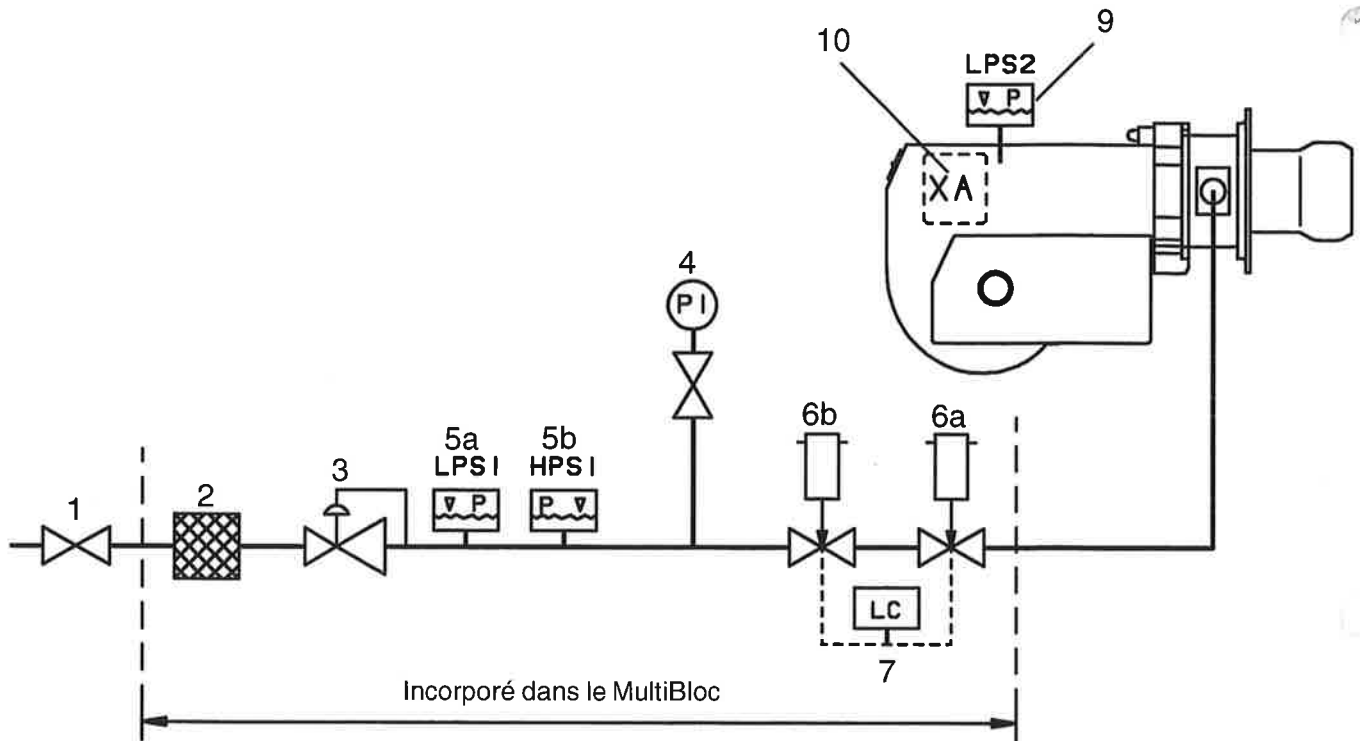 9
10
LPS2
▽ P
XA
4
PI
6b
6a
5a
LPS1
5b
HPS1
3
▽ P
P ▽
1
2
LC
7
Incorporé dans le MultiBloc